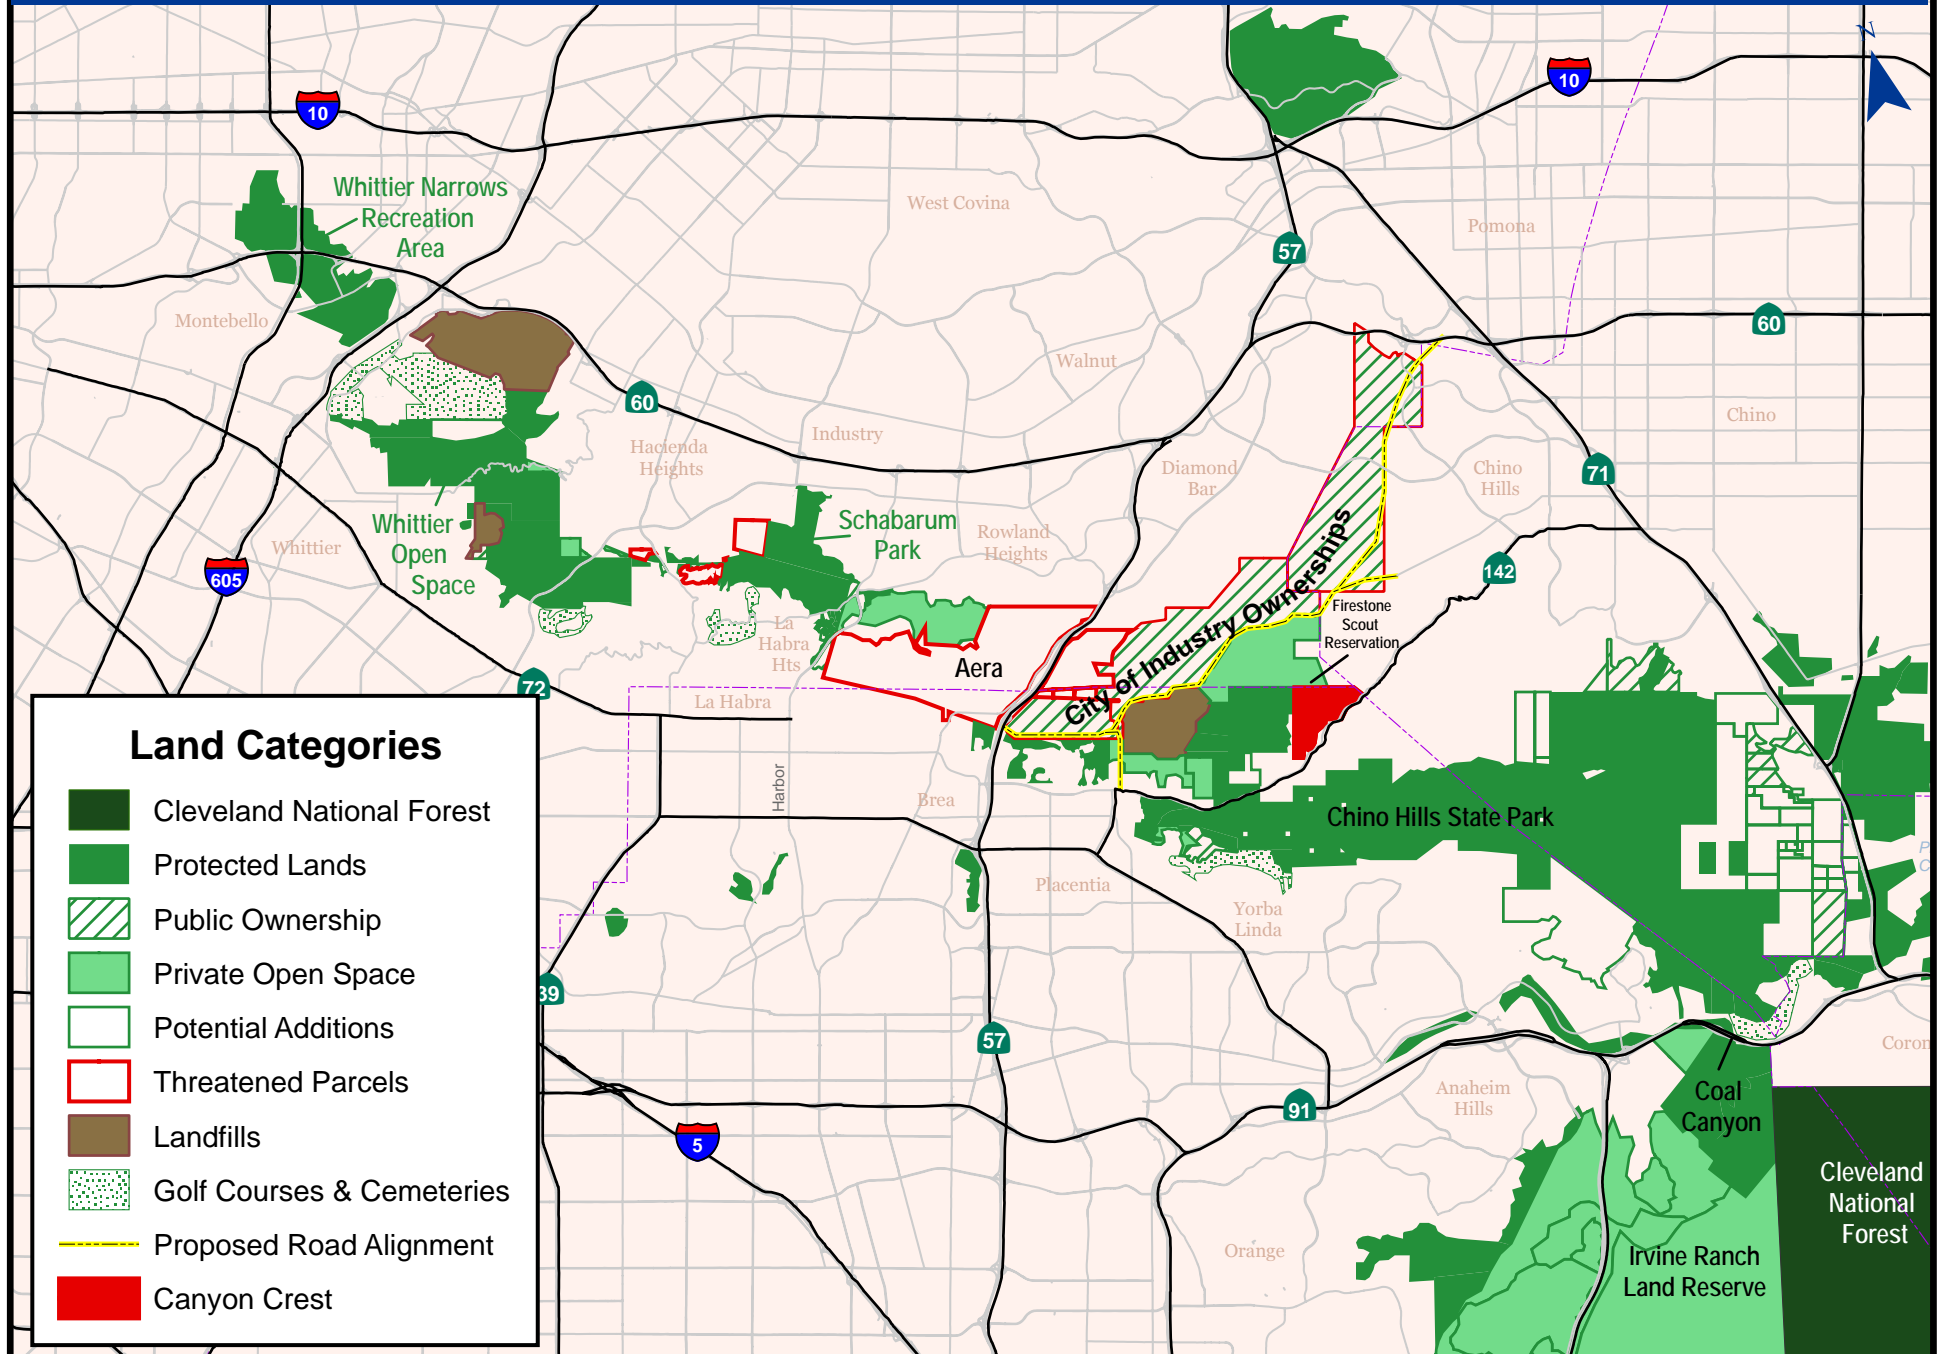 N
10
10
Whittier Narrows
Recreation
Area
West Covina
Pomona
57
Montebello
60
Walnut
60
Chino
Industry
Hacienda
Heights
Diamond
Bar
Chino
Hills
71
Whittier
Open
Space
Schabarum
Park
Rowland
Heights
Whittier
605
142
City of Industry Ownerships
Firestone
Scout
Reservation
La
Habra
Hts
Aera
72
La Habra
Harbor
Brea
Chino Hills State Park
Placentia
Yorba
Linda
P
C
39
57
Coron
91
Anaheim
Hills
Coal
Canyon
5
Cleveland
National
Forest
Orange
Irvine Ranch
Land Reserve
Land Categories
Cleveland National Forest
Protected Lands
Public Ownership
Private Open Space
Potential Additions
Threatened Parcels
Landfills
Golf Courses & Cemeteries
Proposed Road Alignment
Canyon Crest